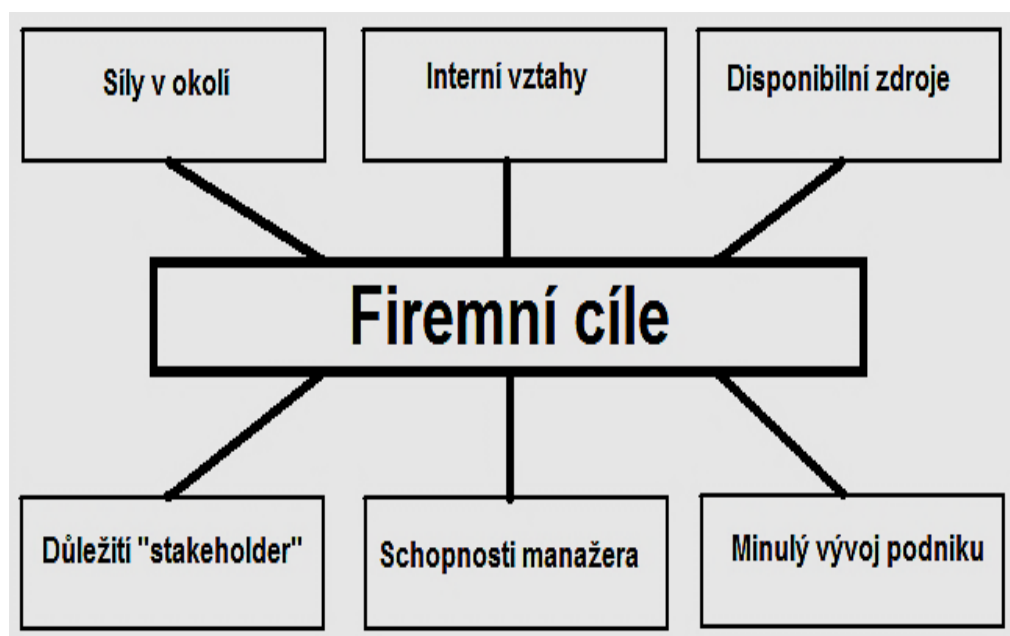 Síly v okolí
Interní vztahy
Disponibilní zdroje
Firemní cíle
Důležití "stakeholder"
Schopnosti manažera
Minulý vývoj podniku